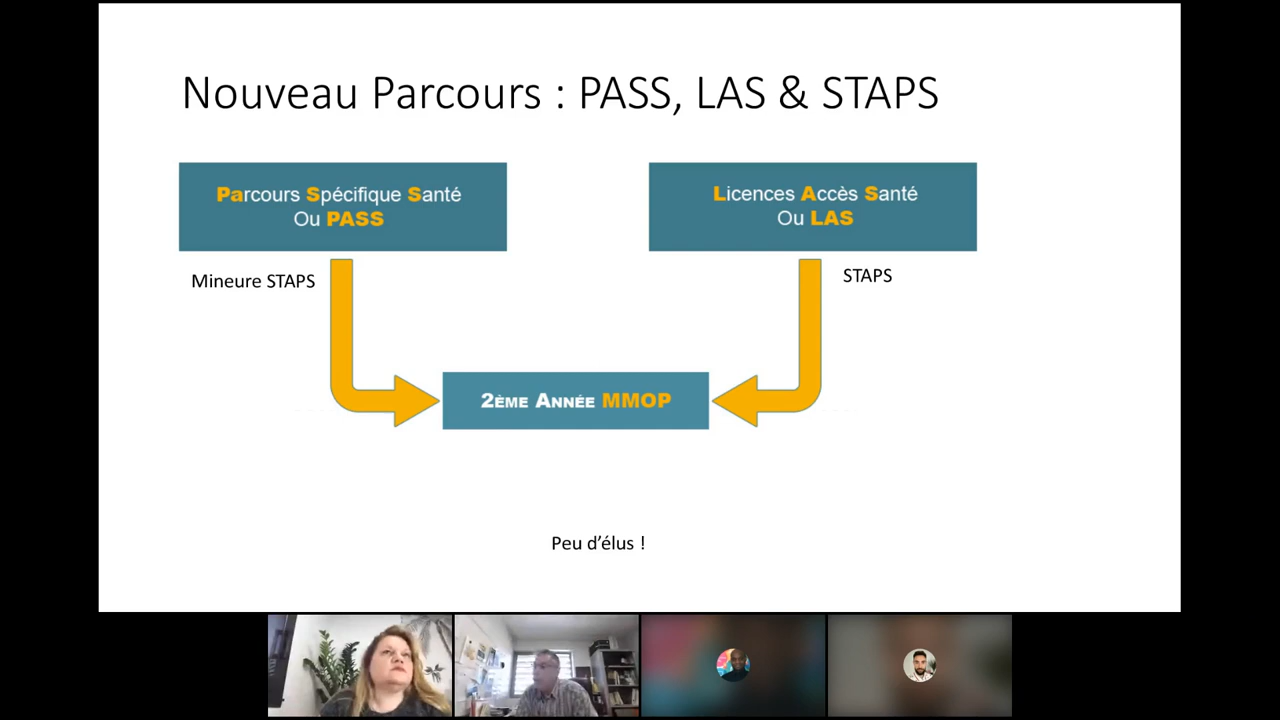 Nouveau Parcours : PASS, LAS & STAPS
Parcours Spécifique Santé
Ou PASS
Licences Accès Santé
Ou LAS
Mineure STAPS
STAPS
2ÈME ANNÉE MMOP
Peu d'élus !